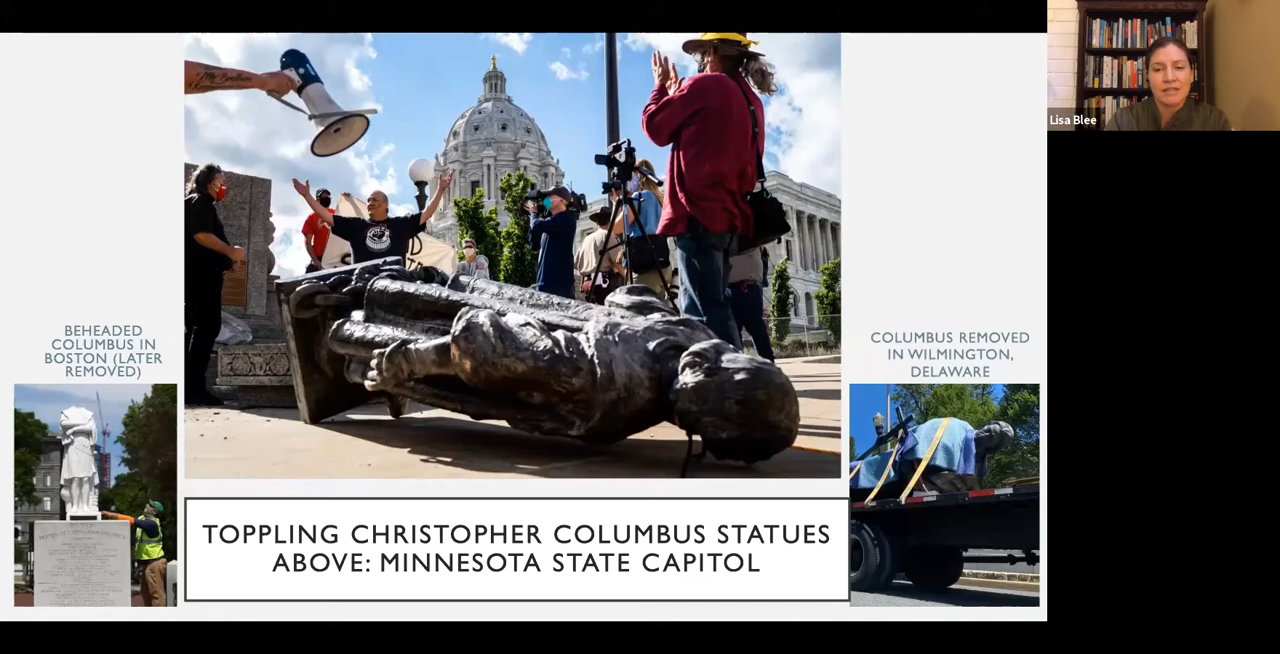 Lisa Blee
BEHEADED
COLUMBUS IN
BOSTON (LATER
REMOVED)
COLUMBUS REMOVED
IN WILMINGTON,
DELAWARE
TOPPLING CHRISTOPHER COLUMBUS STATUES
ABOVE: MINNESOTA STATE CAPITOL